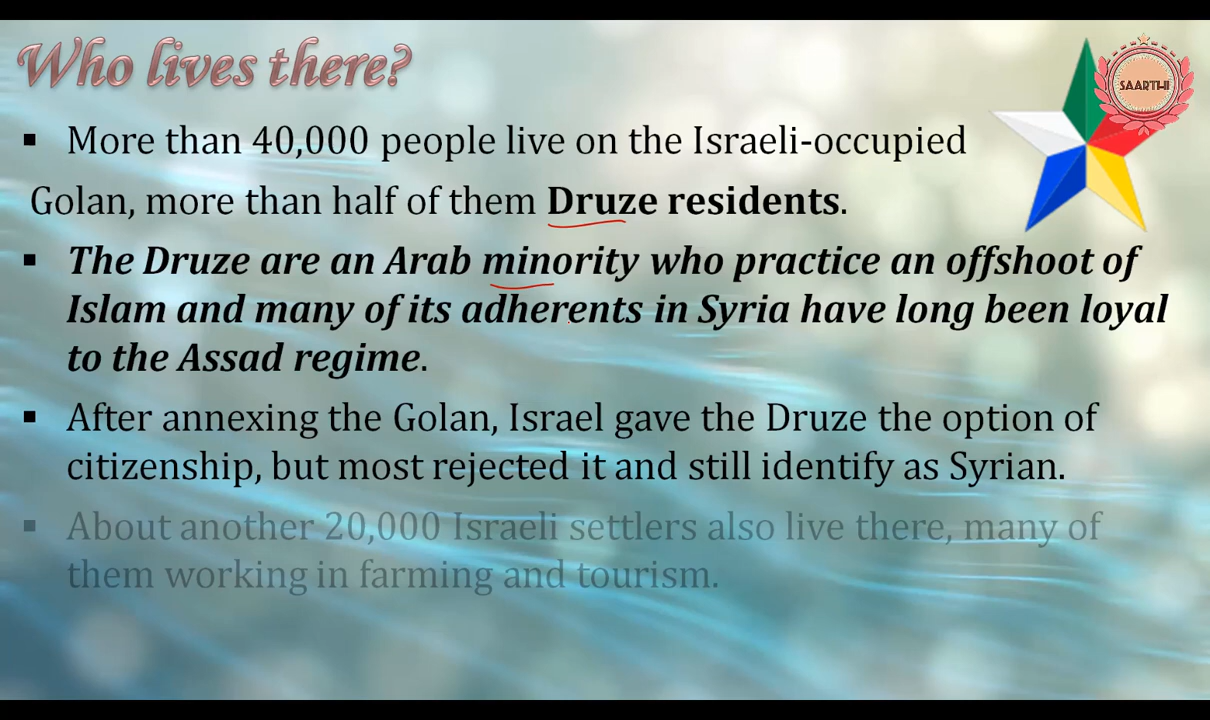 Who lives there?
SAARTHI
▪ More than 40,000 people live on the Israeli-occupied
Golan, more than half of them Druze residents.
▪ The Druze are an Arab minority who practice an offshoot of
Islam and many of its adherents in Syria have long been loyal
to the Assad regime.
▪ After annexing the Golan, Israel gave the Druze the option of
citizenship, but most rejected it and still identify as Syrian.
▪ About another 20,000 Israeli settlers also live there, many of
them working in farming and tourism.